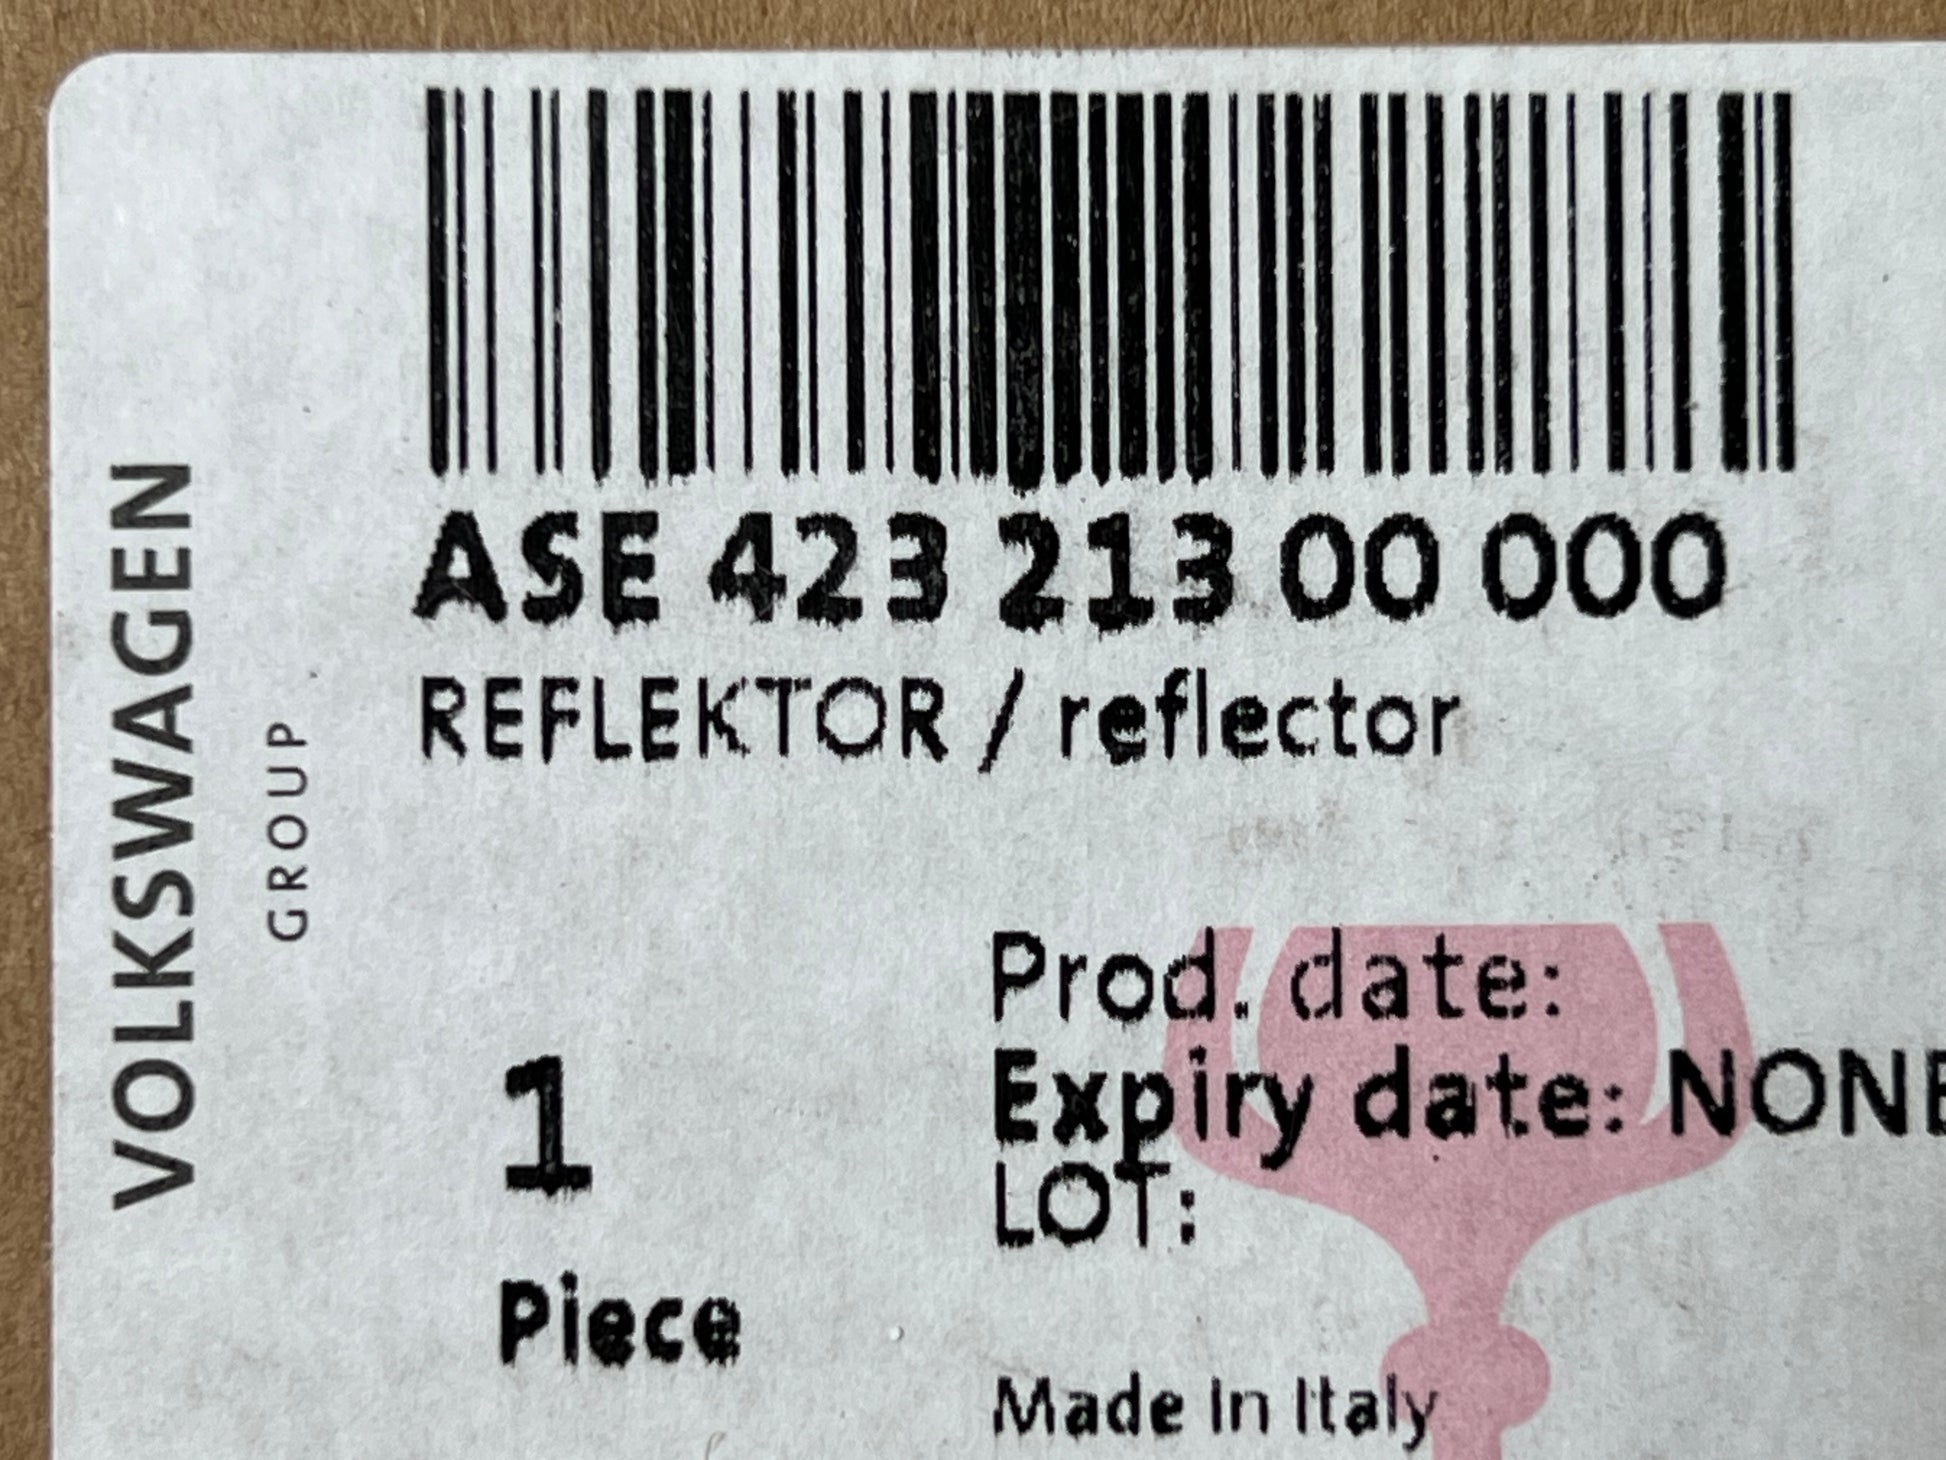 VOLKSWAGEN
GROUP
ASE 423 213 00 000
REFLEKTOR / reflector
Prod. date:
Expiry date: NONE
LOT:
1
Piece
Made In Italy